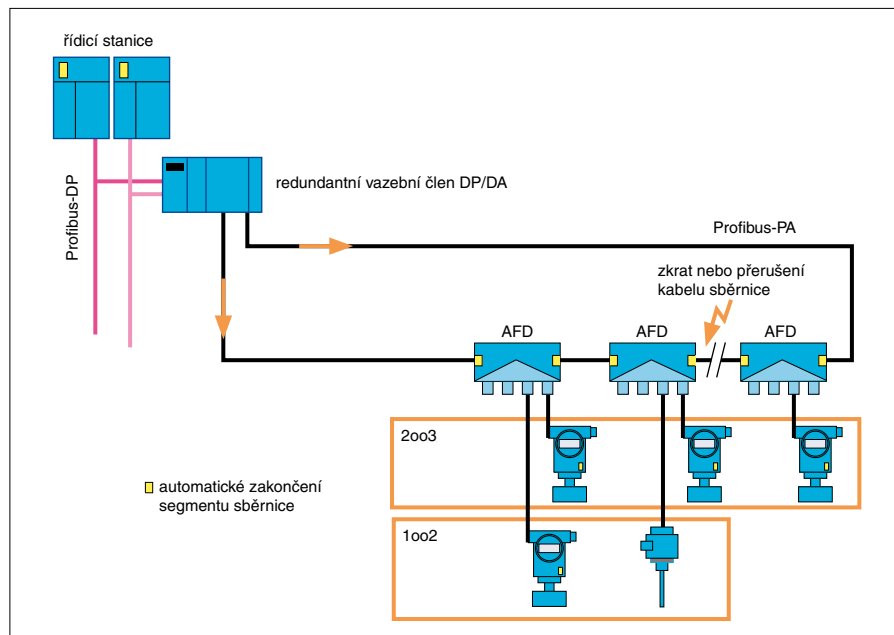 řídicí stanice
Profibus-DP
redundantní vazební člen DP/DA
Profibus-PA
zkrat nebo přerušení
kabelu sběrnice
AFD
AFD
AFD
2oo3
automatické zakončení
segmentu sběrnice
1oo2